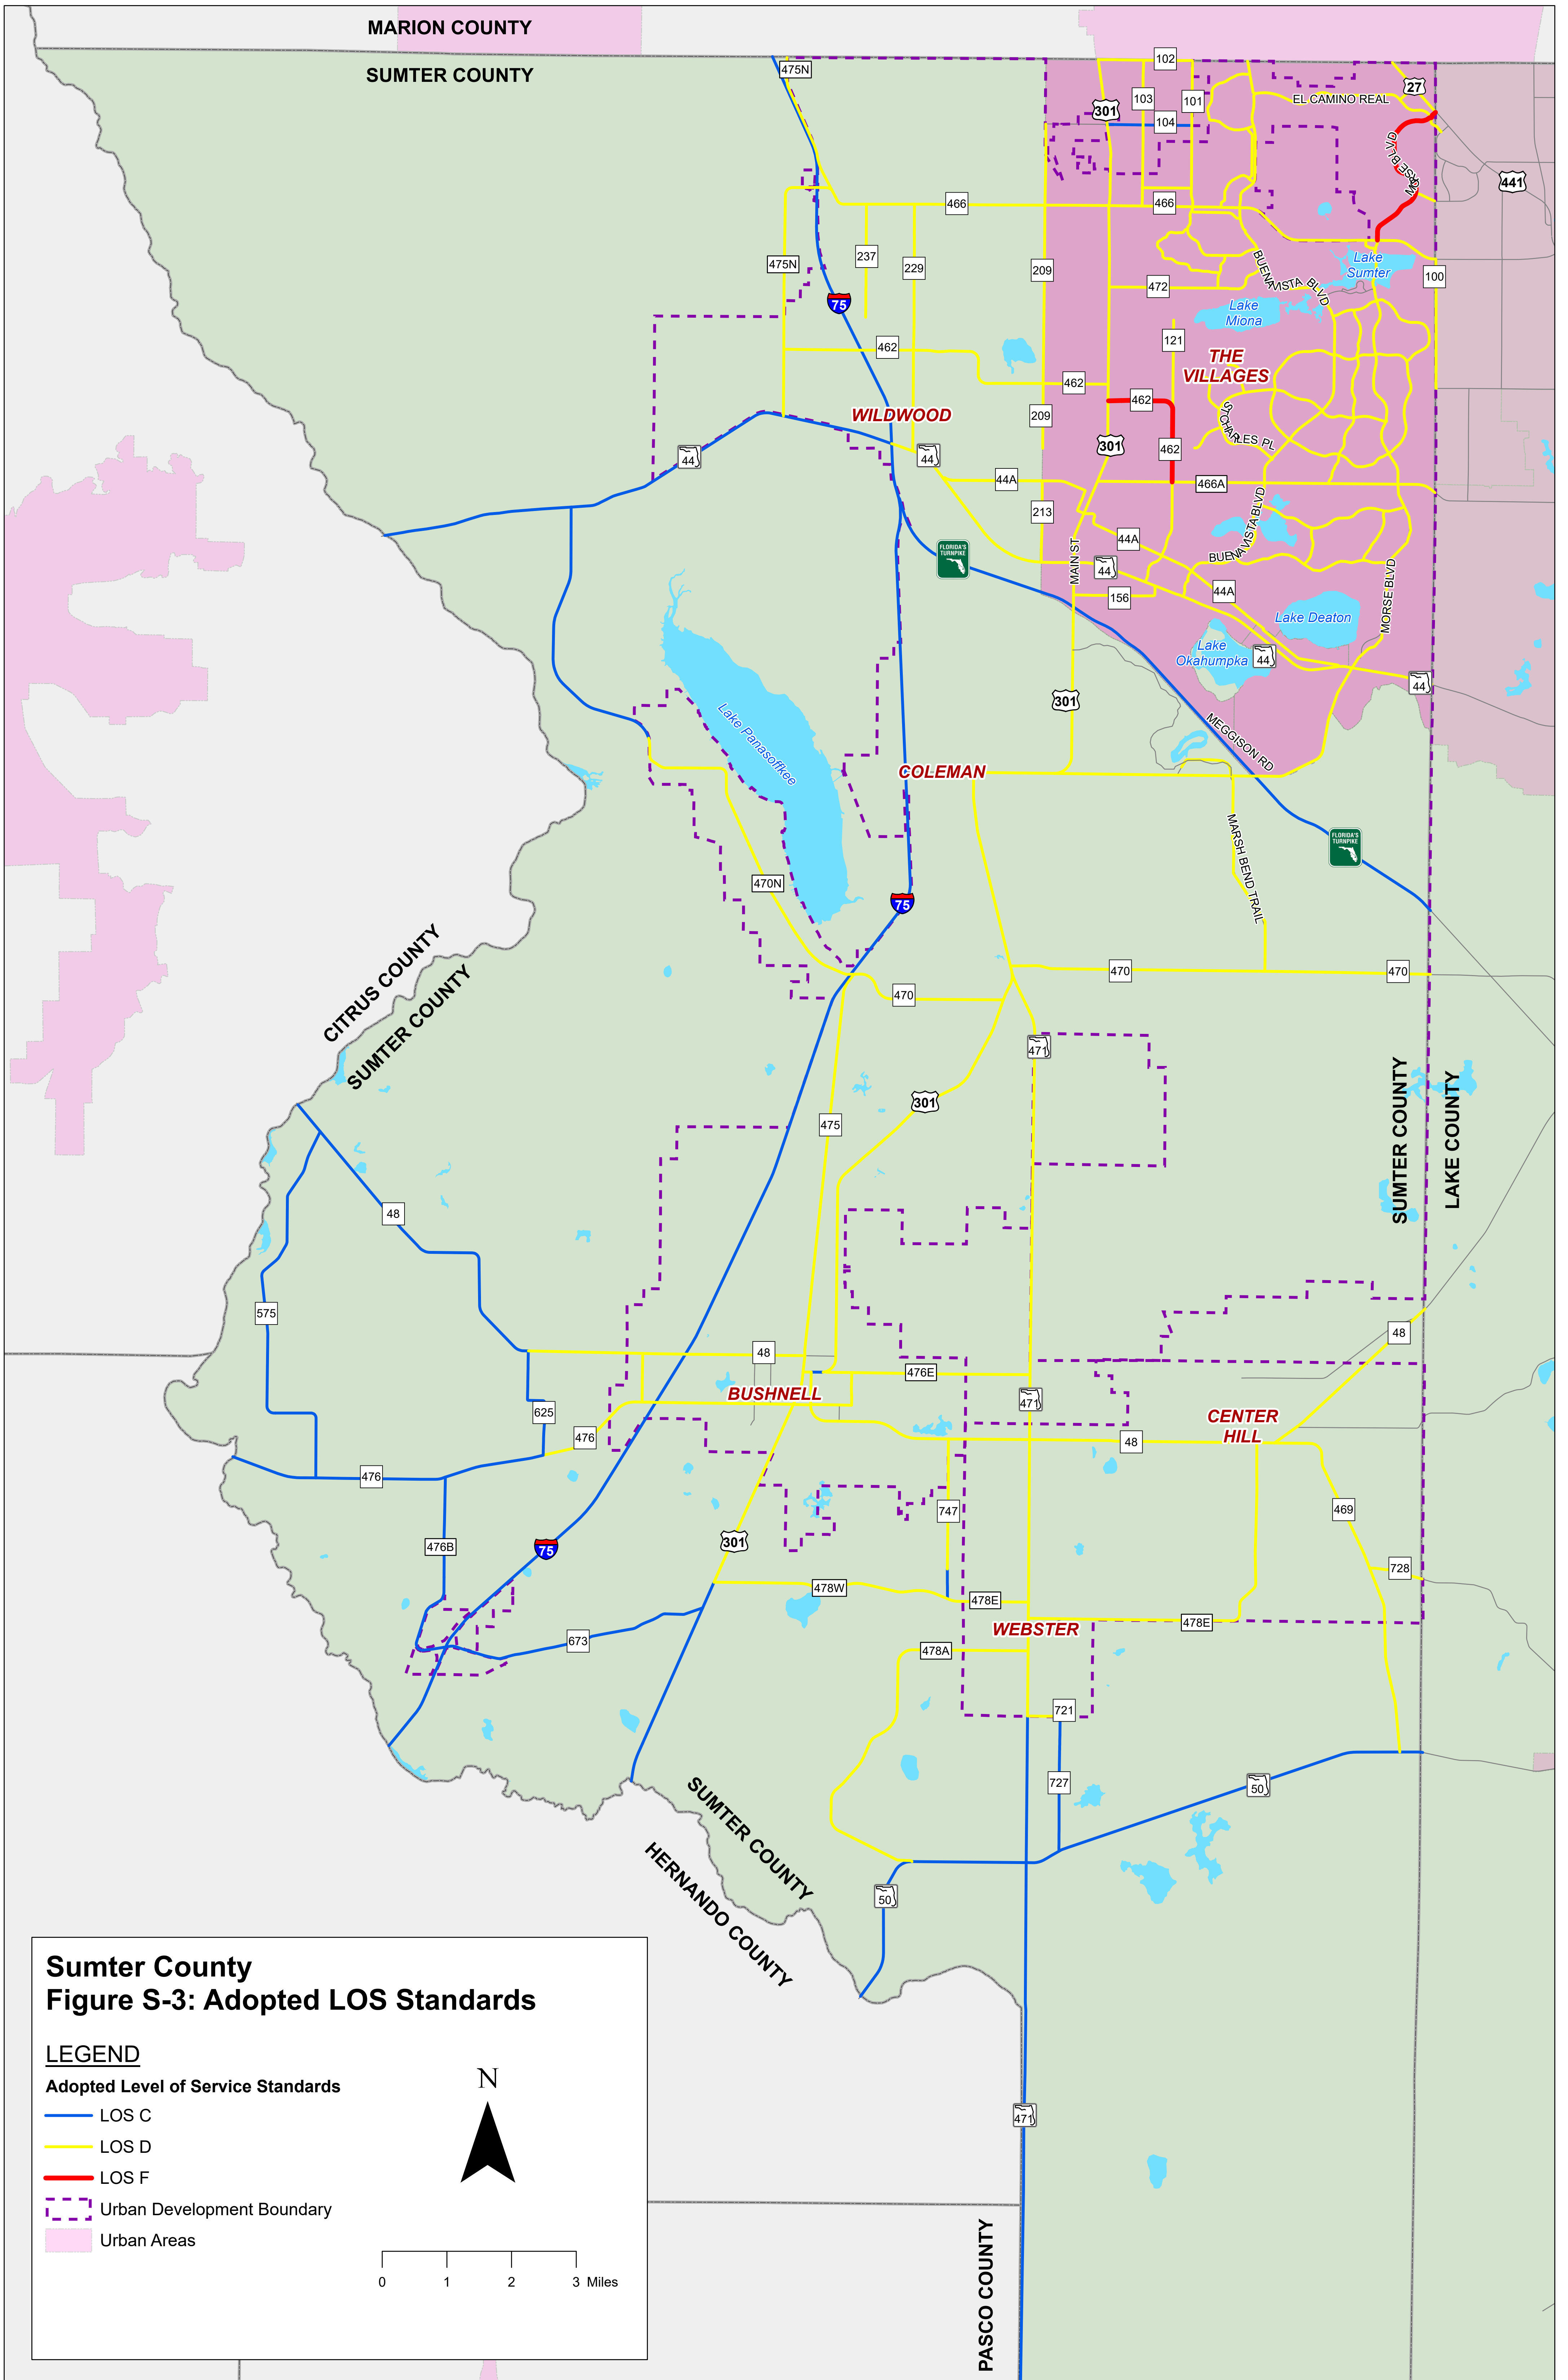 MARION COUNTY
SUMTER COUNTY
475N
102
27
103
101
301
EL CAMINO REAL
104
MORSE BLVD
441
466
466
475N
237
229
209
BUENA VISTA BLVD
Lake
Sumter
100
472
75
Lake
Miona
121
462
THE
VILLAGES
462
462
WILDWOOD
209
ST CHARLES PL
301
462
44
44
44A
466A
213
BUENA VISTA BLVD
44A
FLORIDA'S
TURNPIKE
MAIN ST
44
156
44A
MORSE BLVD
Lake Deaton
Lake
Okahumpka
44
44
301
Lake Panasoffkee
MEGGISON RD
COLEMAN
MARSH BEND TRAIL
FLORIDA'S
TURNPIKE
470N
75
CITRUS COUNTY
SUMTER COUNTY
470
470
470
471
301
475
SUMTER COUNTY
LAKE COUNTY
48
575
48
48
476E
BUSHNELL
471
625
CENTER
HILL
476
48
476
747
469
301
476B
75
728
478W
478E
478E
WEBSTER
673
478A
721
727
50
SUMTER COUNTY
HERNANDO COUNTY
50
471
PASCO COUNTY
Sumter County
Figure S-3: Adopted LOS Standards
LEGEND
Adopted Level of Service Standards
LOS C
LOS D
LOS F
Urban Development Boundary
Urban Areas
N
0 1 2 3 Miles